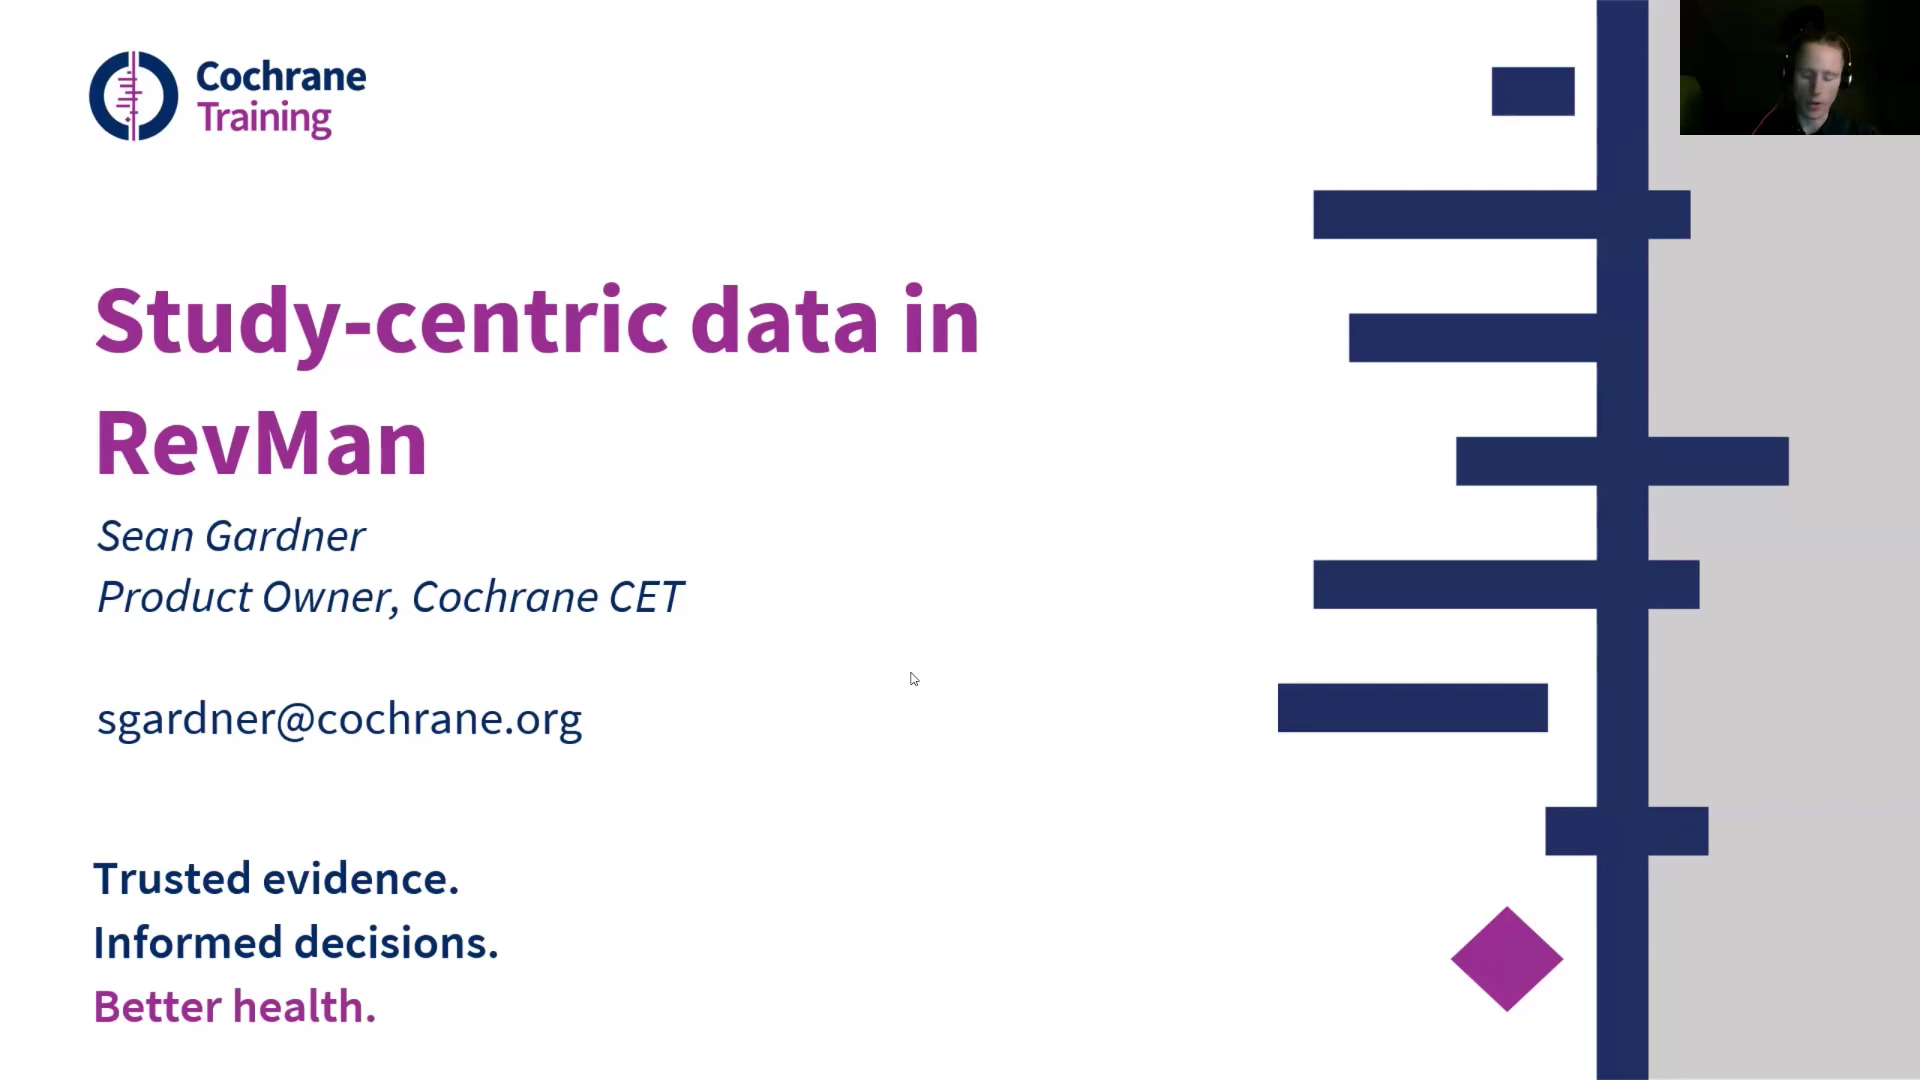 Cochrane
Training
Study-centric data in
RevMan
Sean Gardner
Product Owner, Cochrane CET
sgardner@cochrane.org
Trusted evidence.
Informed decisions.
Better health.